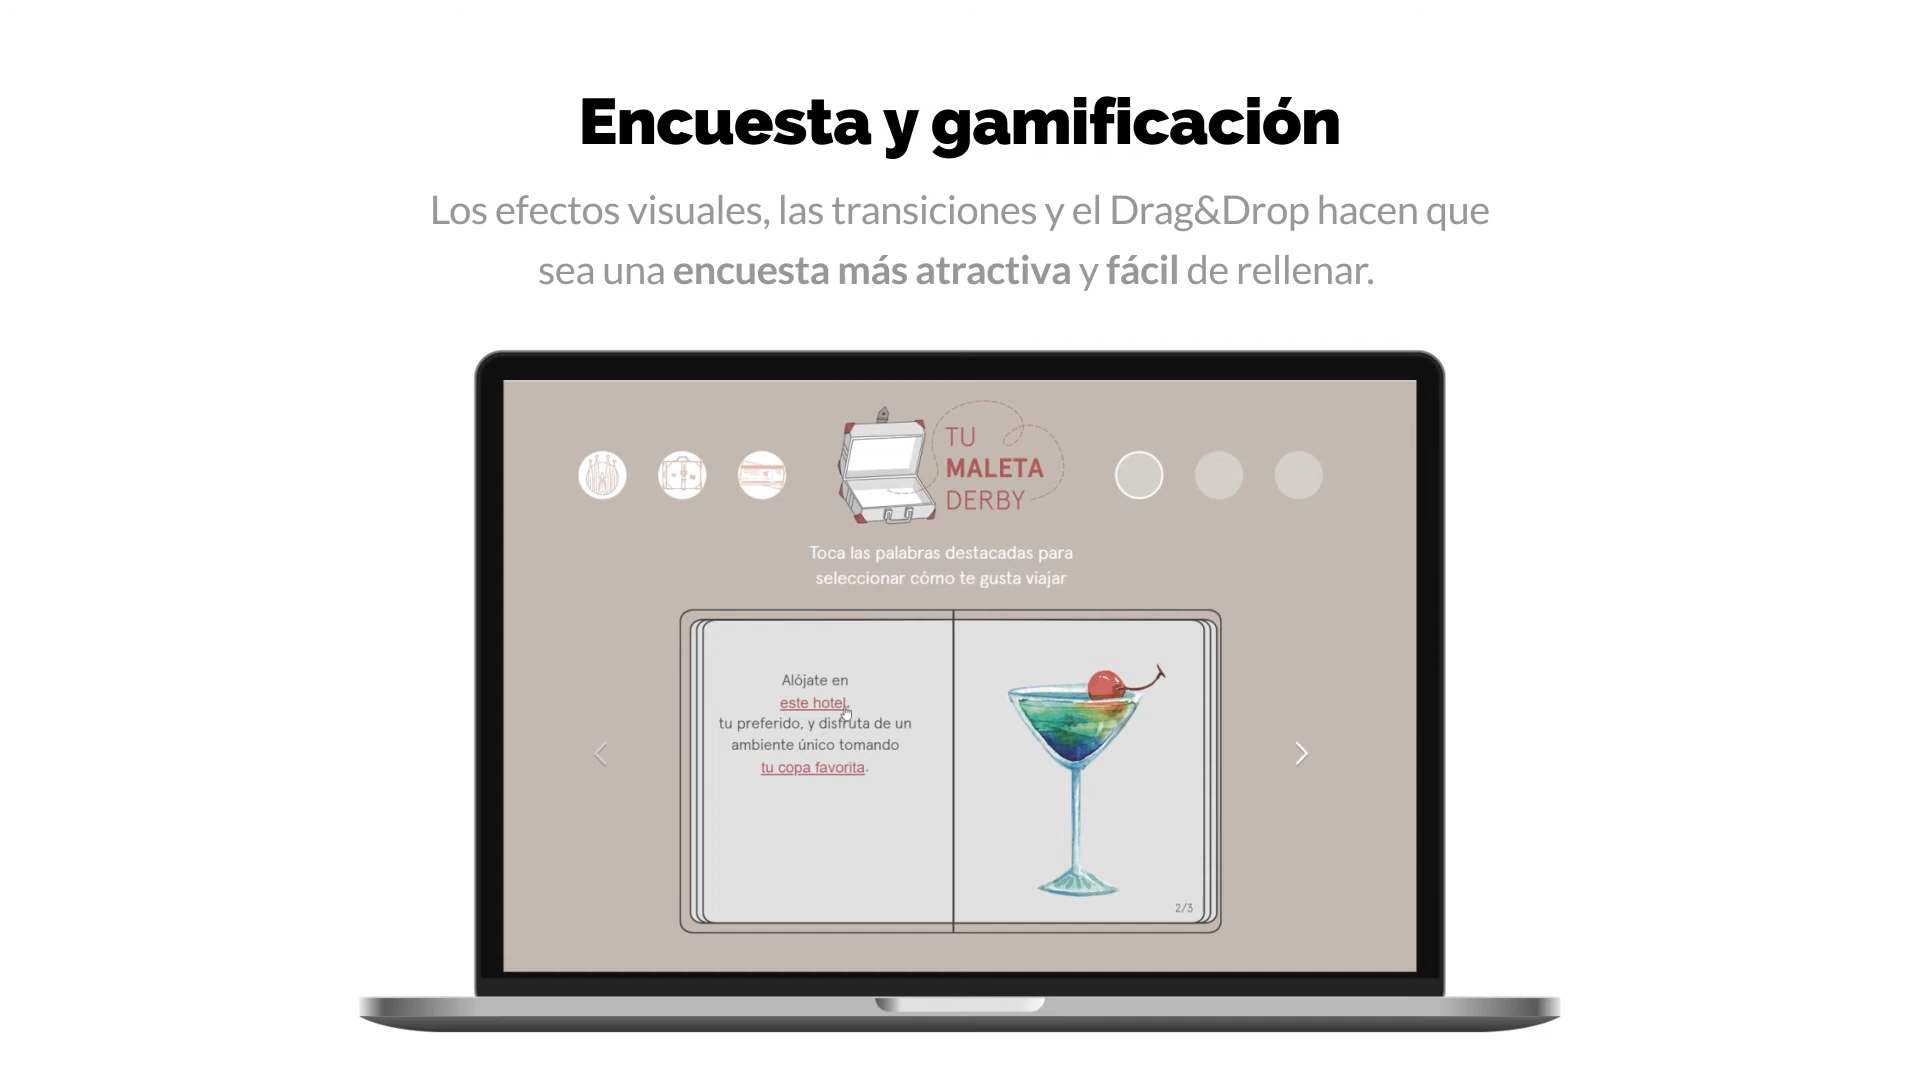 Encuesta y gamificación
Los efectos visuales, las transiciones y el Drag&Drop hacen que
sea una encuesta más atractiva y fácil de rellenar.
TU
MALETA
DERBY
Toca las palabras destacadas para
seleccionar cómo te gusta viajar
Alójate en
este hotel,
tu preferido, y disfruta de un
ambiente único tomando
tu copa favorita.
2/3